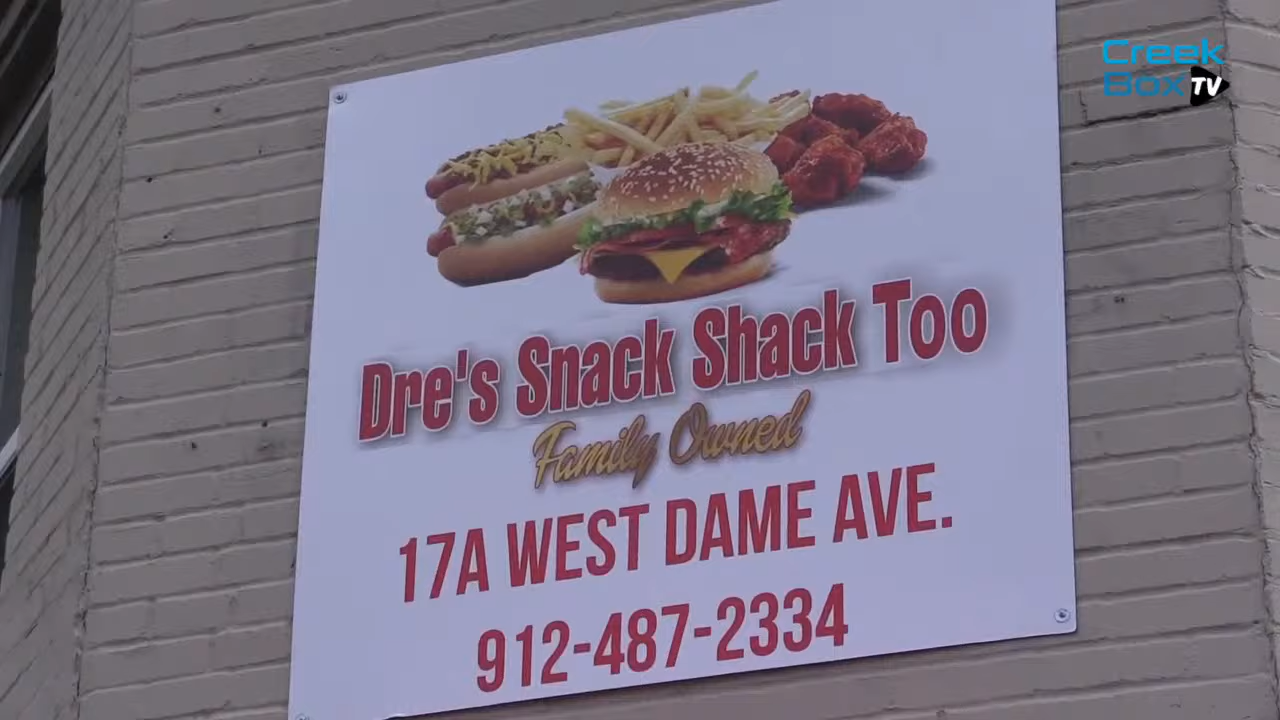 Creek
Box TV
Dre's Snack Shack Too
Family Owned
17A WEST DAME AVE.
912-487-2334